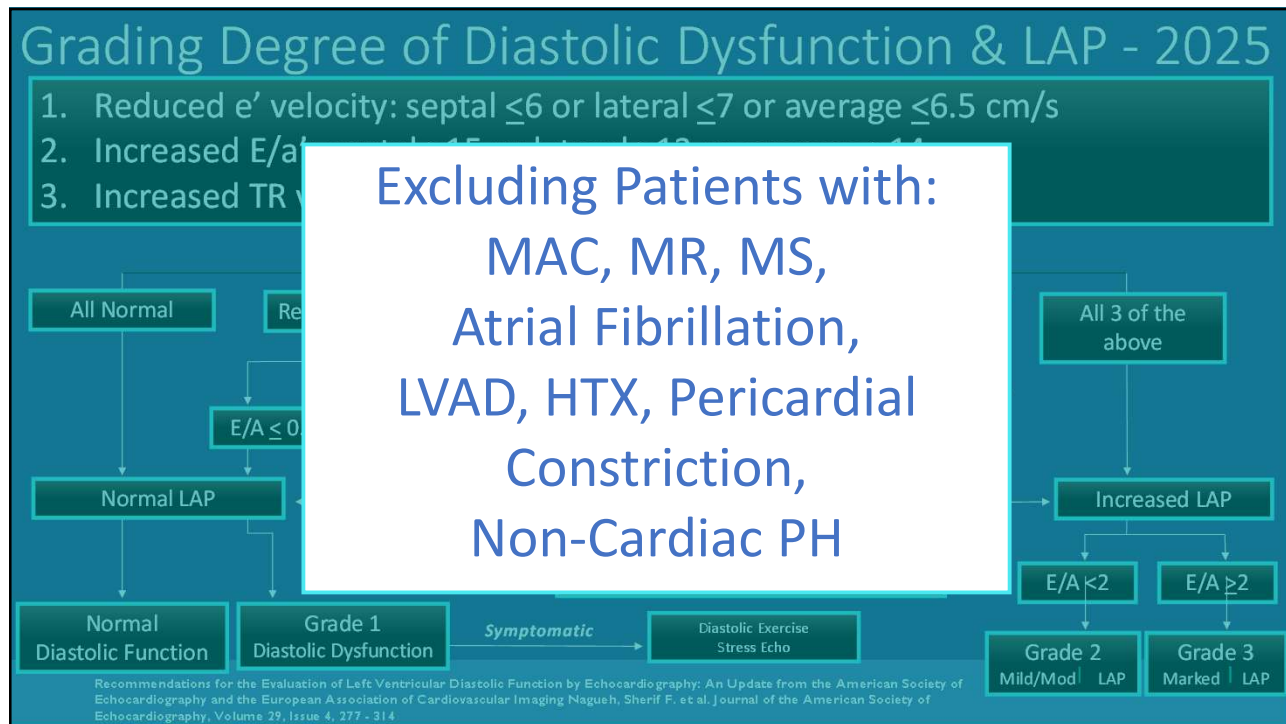 Grading Degree of Diastolic Dysfunction & LAP - 2025
1. Reduced e’ velocity: septal ≤6 or lateral ≤7 or average ≤6.5 cm/s
2. Increased E/a’
3. Increased TR
Excluding Patients with:
MAC, MR, MS,
Atrial Fibrillation,
LVAD, HTX, Pericardial
Constriction,
Non-Cardiac PH
All Normal
Re
All 3 of the
above
E/A ≤ 0.
Normal LAP
Increased LAP
E/A <2
E/A ≥2
Normal
Diastolic Function
Grade 1
Diastolic Dysfunction
Symptomatic
Diastolic Exercise
Stress Echo
Grade 2
Mild/Mod LAP
Grade 3
Marked LAP
Recommendations for the Evaluation of Left Ventricular Diastolic Function by Echocardiography: An Update from the American Society of
Echocardiography and the European Association of Cardiovascular Imaging Nagueh, Sherif F. et al. Journal of the American Society of
Echocardiography, Volume 29, Issue 4, 277 - 314